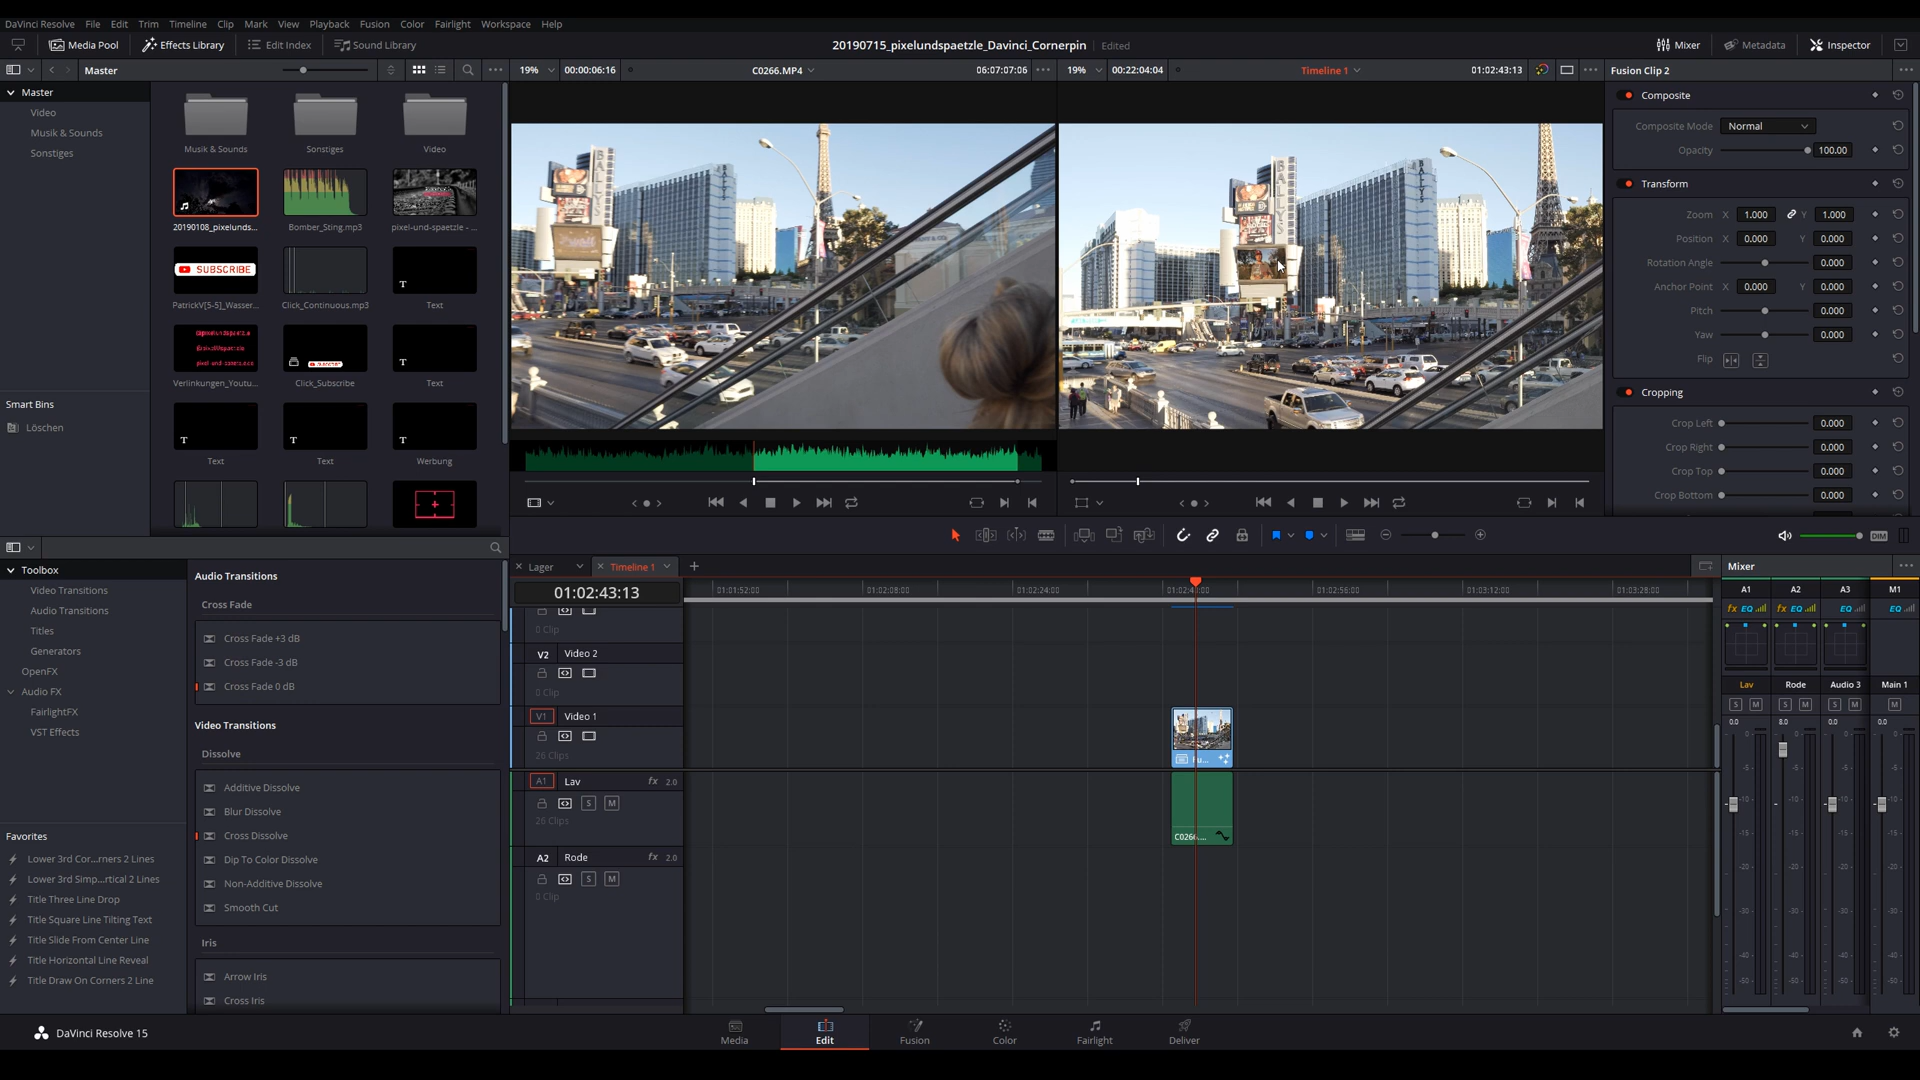 DaVinci Resolve File Edit Trim Timeline Clip Mark View Playback Fusion Color Fairlight Workspace Help
Media Pool Effects Library Edit Index Sound Library 20190715_pixelundspaetzle_Davinci_Cornerpin Edited Mixer Metadata Inspector
Master
19% 00:00:06:16 C0266.MP4 06:07:07:06
19% 00:22:04:04 Timeline 1 01:02:43:13
Fusion Clip 2
Master
Video
Musik & Sounds
Sonstiges
Smart Bins
Löschen
Musik & Sounds Sonstiges Video
20190108_pixelunds... Bomber_Sting.mp3 pixel-und-spaetzle - ...
SUBSCRIBE
PatrickV[5-5]_Wasser... Click_Continuous.mp3 Text
Verlinkungen_Youtu... Click_Subscribe Text
Text Text Werbung
BALLYS
BALLYS
Composite
Composite Mode Normal
Opacity 100.00
Transform
Zoom X 1.000 Y 1.000
Position X 0.000 Y 0.000
Rotation Angle 0.000
Anchor Point X 0.000 Y 0.000
Pitch 0.000
Yaw 0.000
Flip
Cropping
Crop Left 0.000
Crop Right 0.000
Crop Top 0.000
Crop Bottom 0.000
DIM
Toolbox
Video Transitions
Audio Transitions
Titles
Generators
OpenFX
Audio FX
FairlightFX
VST Effects
Favorites
Lower 3rd Cor...rners 2 Lines
Lower 3rd Simp...rtical 2 Lines
Title Three Line Drop
Title Square Line Tilting Text
Title Slide From Center Line
Title Horizontal Line Reveal
Title Draw On Corners 2 Line
Audio Transitions
Cross Fade
Cross Fade +3 dB
Cross Fade -3 dB
Cross Fade 0 dB
Video Transitions
Dissolve
Additive Dissolve
Blur Dissolve
Cross Dissolve
Dip To Color Dissolve
Non-Additive Dissolve
Smooth Cut
Iris
Arrow Iris
Cross Iris
Lager Timeline 1
01:02:43:13
01:01:52:00 01:02:08:00 01:02:24:00 01:02:56:00 01:03:12:00 01:03:28:00
0 Clip
V2 Video 2
0 Clip
V1 Video 1
26 Clips
A1 Lav fx 2.0
S M
26 Clips
C0266....
A2 Rode fx 2.0
S M
0 Clip
Mixer
A1 A2 A3 M1
fx EQ fx EQ EQ EQ
Lav Rode Audio 3 Main 1
S M S M S M M
0.0 8.0 0.0 0.0
DaVinci Resolve 15
Media Edit Fusion Color Fairlight Deliver